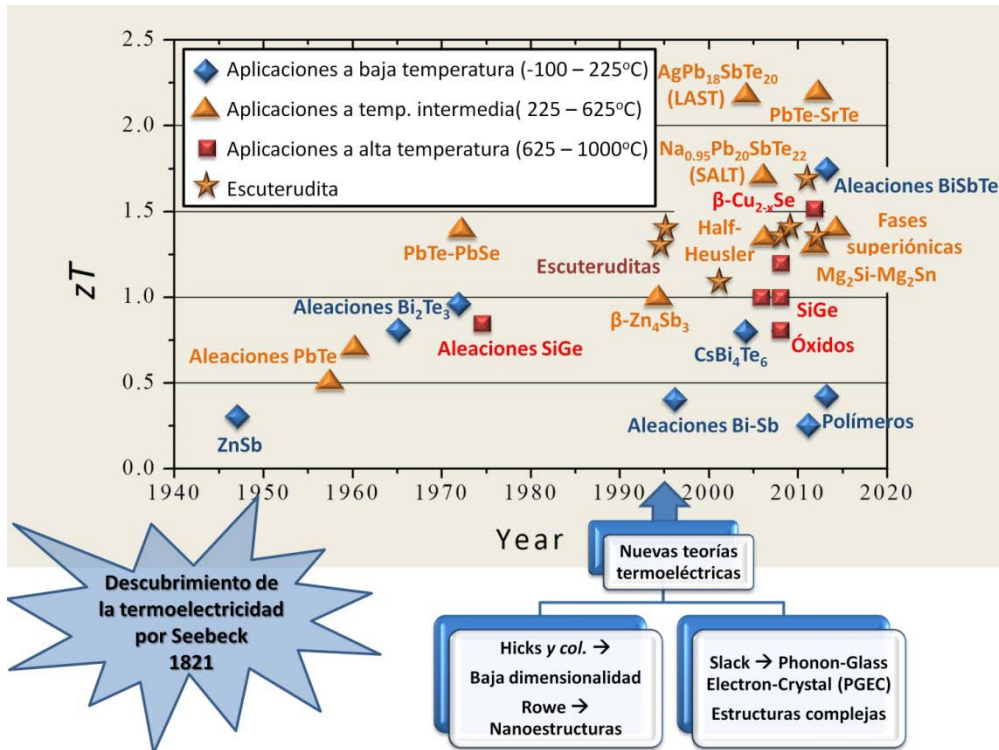 2.5
2.0
1.5
1.0
0.5
0.0
zT
Aplicaciones a baja temperatura (-100 – 225ºC)
Aplicaciones a temp. intermedia( 225 – 625ºC)
Aplicaciones a alta temperatura (625 – 1000ºC)
Escuterudita
AgPb₁₈SbTe₂₀
(LAST)
PbTe-SrTe
Na₀.₉₅Pb₂₀SbTe₂₂
(SALT)
Aleaciones BiSbTe
β-Cu₂₋ₓSe
Half-
Heusler
Fases
superiónicas
PbTe-PbSe
Escuteruditas
Mg₂Si-Mg₂Sn
Aleaciones Bi₂Te₃
β-Zn₄Sb₃
SiGe
Aleaciones PbTe
Aleaciones SiGe
CsBi₄Te₆
Óxidos
ZnSb
Aleaciones Bi-Sb
Polímeros
1940 1950 1960 1970 1980 1990 2000 2010 2020
Year
Descubrimiento de
la termoelectricidad
por Seebeck
1821
Nuevas teorías
termoeléctricas
Hicks y col. →
Baja dimensionalidad
Rowe →
Nanoestructuras
Slack → Phonon-Glass
Electron-Crystal (PGEC)
Estructuras complejas